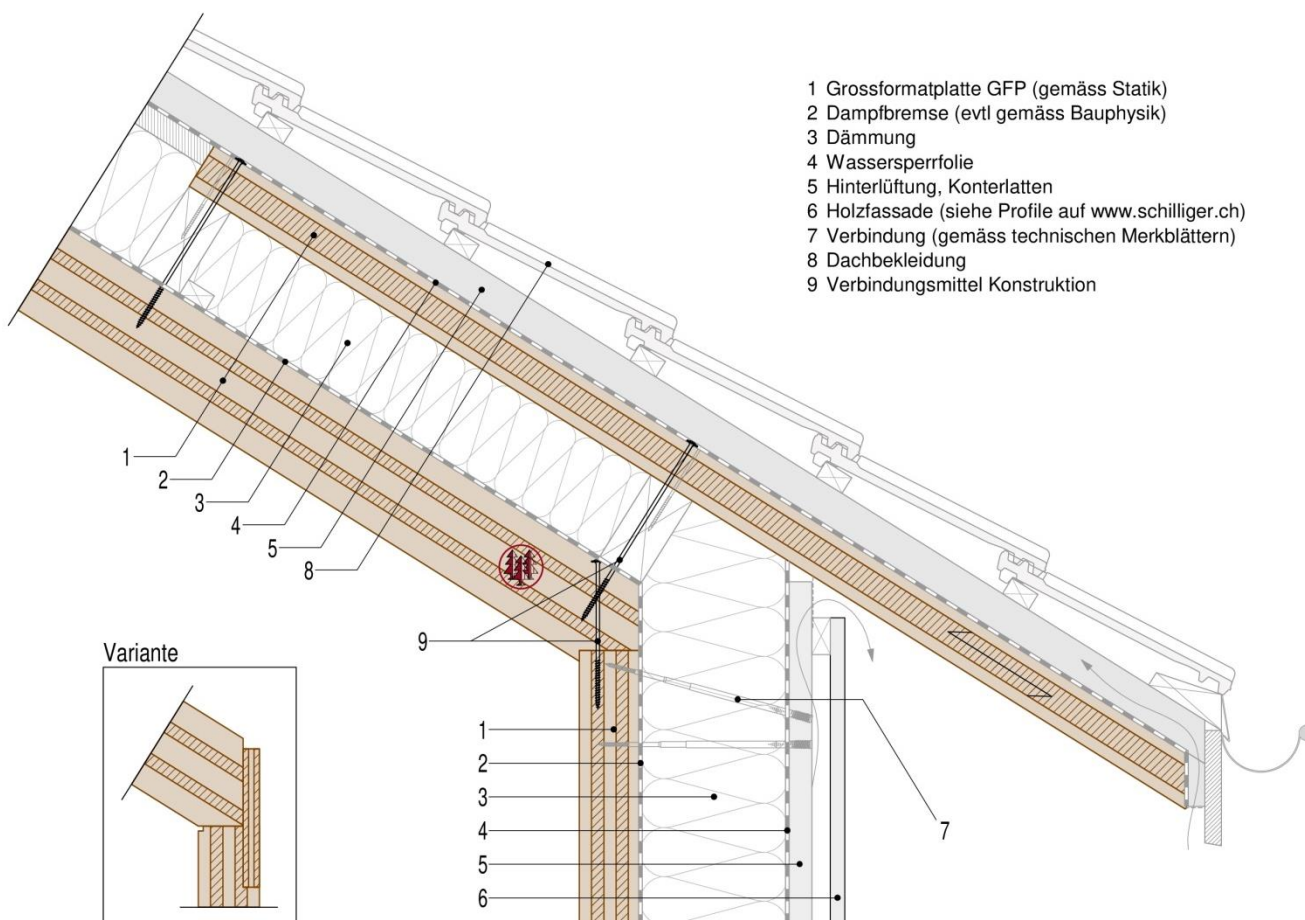 1 Grossformatplatte GFP (gemäss Statik)
2 Dampfbremse (evtl gemäss Bauphysik)
3 Dämmung
4 Wassersperrfolie
5 Hinterlüftung, Konterlatten
6 Holzfassade (siehe Profile auf www.schilliger.ch)
7 Verbindung (gemäss technischen Merkblättern)
8 Dachbekleidung
9 Verbindungsmittel Konstruktion
1
2
3
4
5
8
9
Variante
1
2
3
4
5
6
7